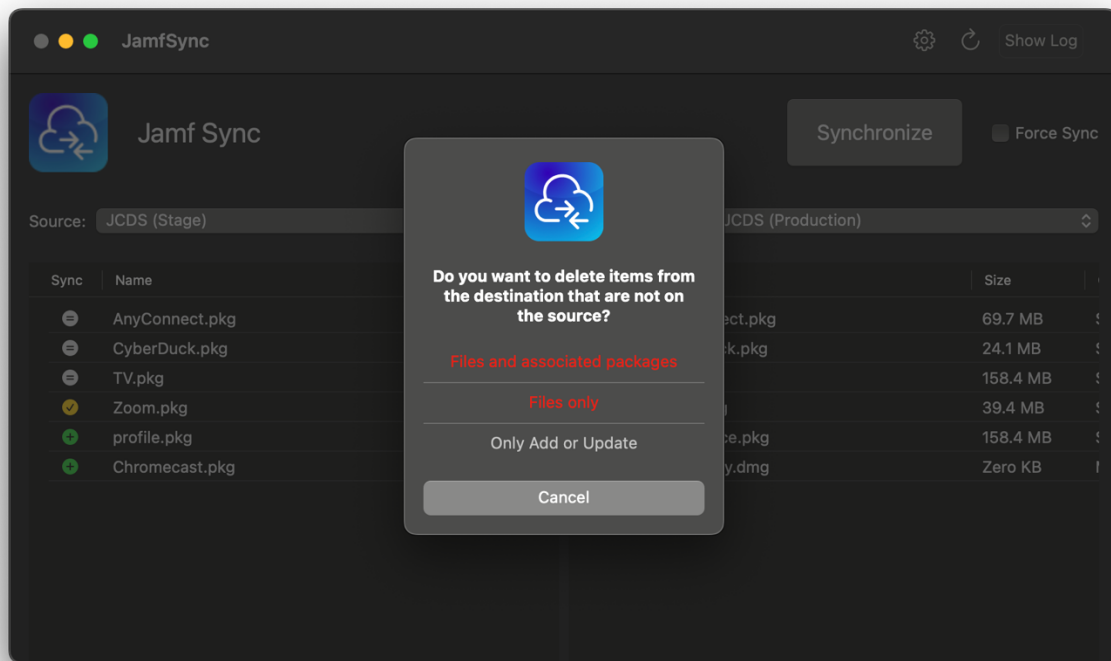 JamfSync
Show Log
Jamf Sync
Synchronize
Force Sync
Source:
JCDS (Stage)
JCDS (Production)
Sync
Name
Size
AnyConnect.pkg
69.7 MB
CyberDuck.pkg
24.1 MB
TV.pkg
158.4 MB
Zoom.pkg
39.4 MB
profile.pkg
158.4 MB
Chromecast.pkg
Zero KB
Do you want to delete items from
the destination that are not on
the source?
Files and associated packages
Files only
Only Add or Update
Cancel